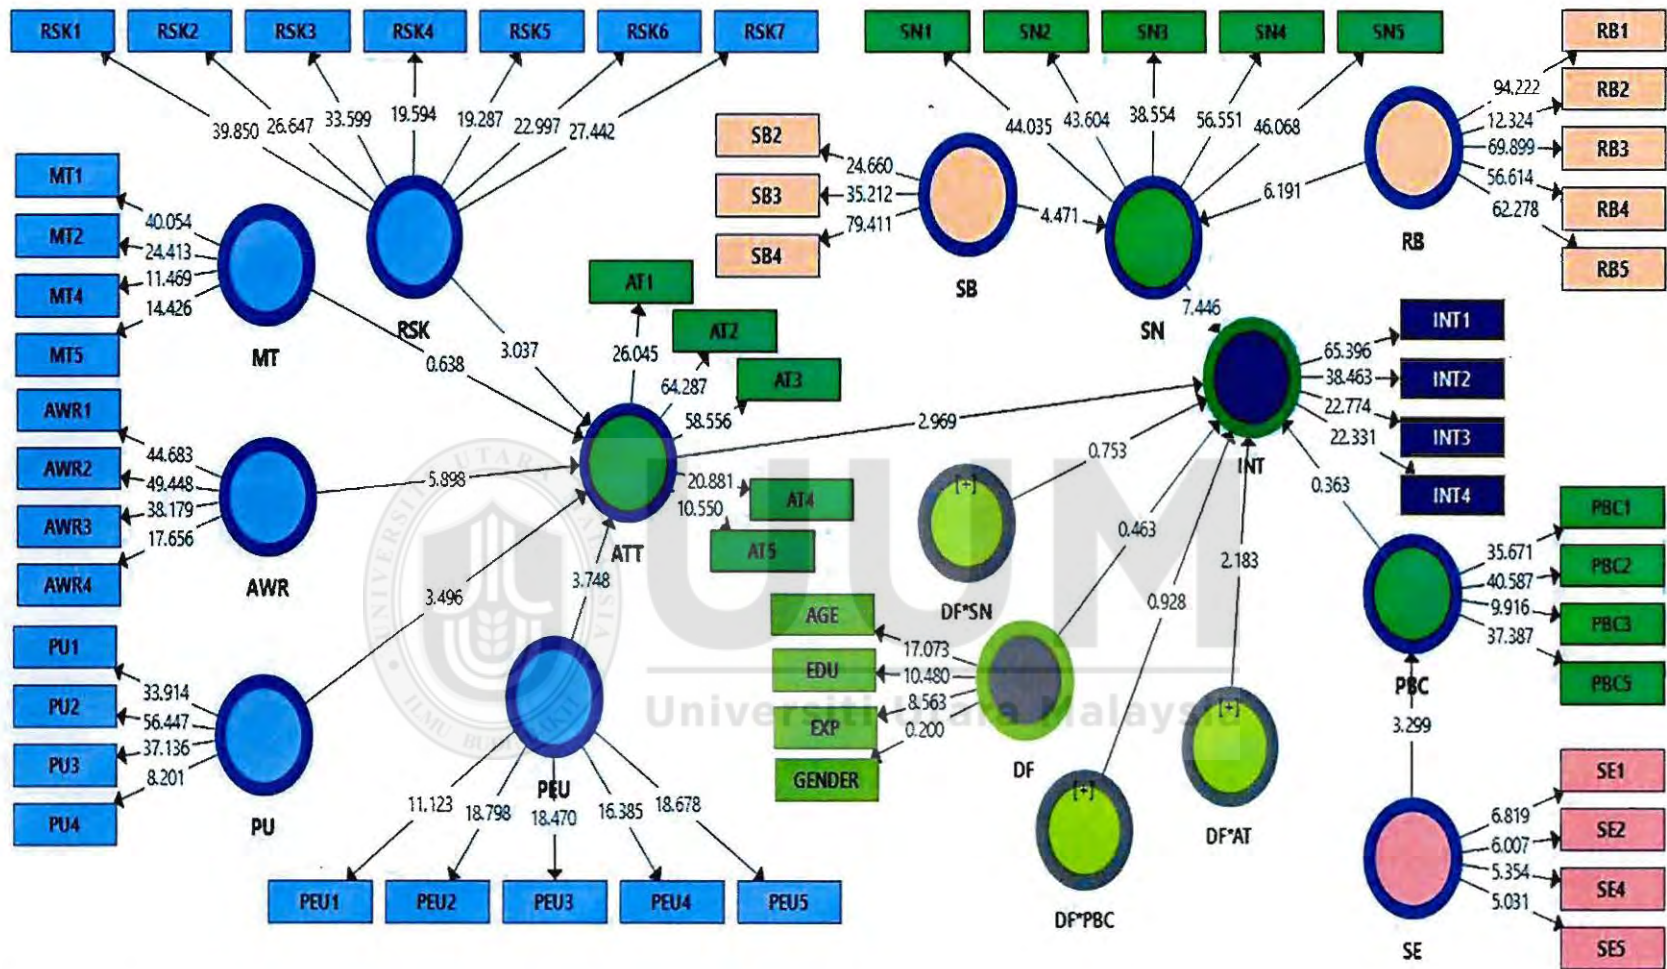 RSK1 RSK2 RSK3 RSK4 RSK5 RSK6 RSK7
39.850 26.647 33.599 19.594 19.287 22.997 27.442
RSK
SN1 SN2 SN3 SN4 SN5
44.035 43.604 38.554 56.551 46.068
SN
RB1
RB2
RB3
RB4
RB5
94.222
12.324
69.899
56.614
62.278
RB
6.191
SB2
SB3
SB4
24.660
35.212
79.411
SB
4.471
7.446
MT1
MT2
MT4
MT5
40.054
24.413
11.469
14.426
MT
0.638
3.037
AT1
AT2
AT3
AT4
AT5
26.045
64.287
58.556
20.881
10.550
ATT
2.969
INT1
INT2
INT3
INT4
65.396
38.463
22.774
22.331
INT
AWR1
AWR2
AWR3
AWR4
44.683
49.448
38.179
17.656
AWR
5.898
3.496
3.748
PU1
PU2
PU3
PU4
33.914
56.447
37.136
8.201
PU
PEU
11.123 18.798 18.470 16.385 18.678
PEU1 PEU2 PEU3 PEU4 PEU5
[+]
DF*SN
0.753
0.463
0.928
2.183
0.363
AGE
EDU
EXP
GENDER
17.073
10.480
8.563
0.200
DF
[+]
DF*PBC
[+]
DF*AT
PBC1
PBC2
PBC3
PBC5
35.671
40.587
9.916
37.387
PBC
3.299
SE1
SE2
SE4
SE5
6.819
6.007
5.354
5.031
SE
UUM
Universiti Utara Malaysia